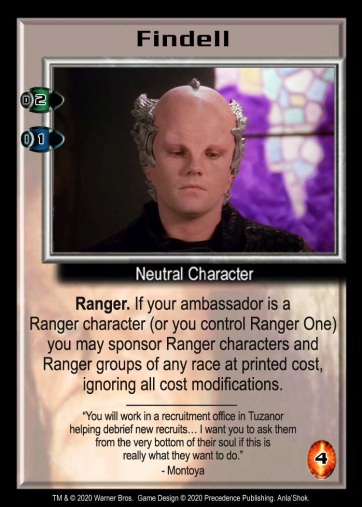 Findell
2
1
Neutral Character
Ranger. If your ambassador is a
Ranger character (or you control Ranger One)
you may sponsor Ranger characters and
Ranger groups of any race at printed cost,
ignoring all cost modifications.
"You will work in a recruitment office in Tuzanor
helping debrief new recruits… I want you to ask them
from the very bottom of their soul if this is
really what they want to do."
- Montoya
4
TM & © 2020 Warner Bros. Game Design © 2020 Precedence Publishing. Anla'Shok.